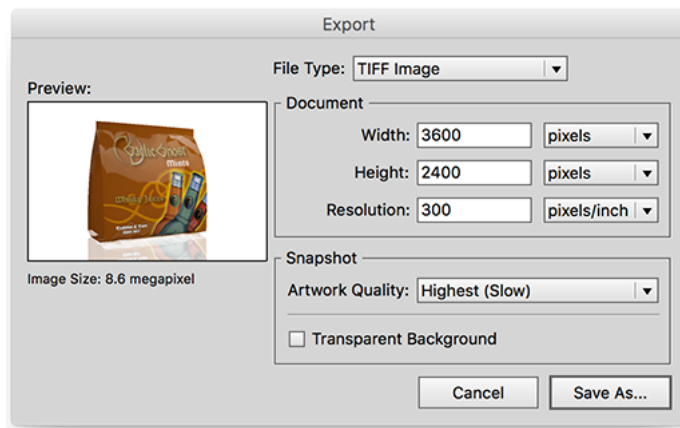 Export
File Type: TIFF Image
Preview:
Document
Width: 3600 pixels
Height: 2400 pixels
Resolution: 300 pixels/inch
Image Size: 8.6 megapixel
Snapshot
Artwork Quality: Highest (Slow)
Transparent Background
Cancel Save As...
Mints